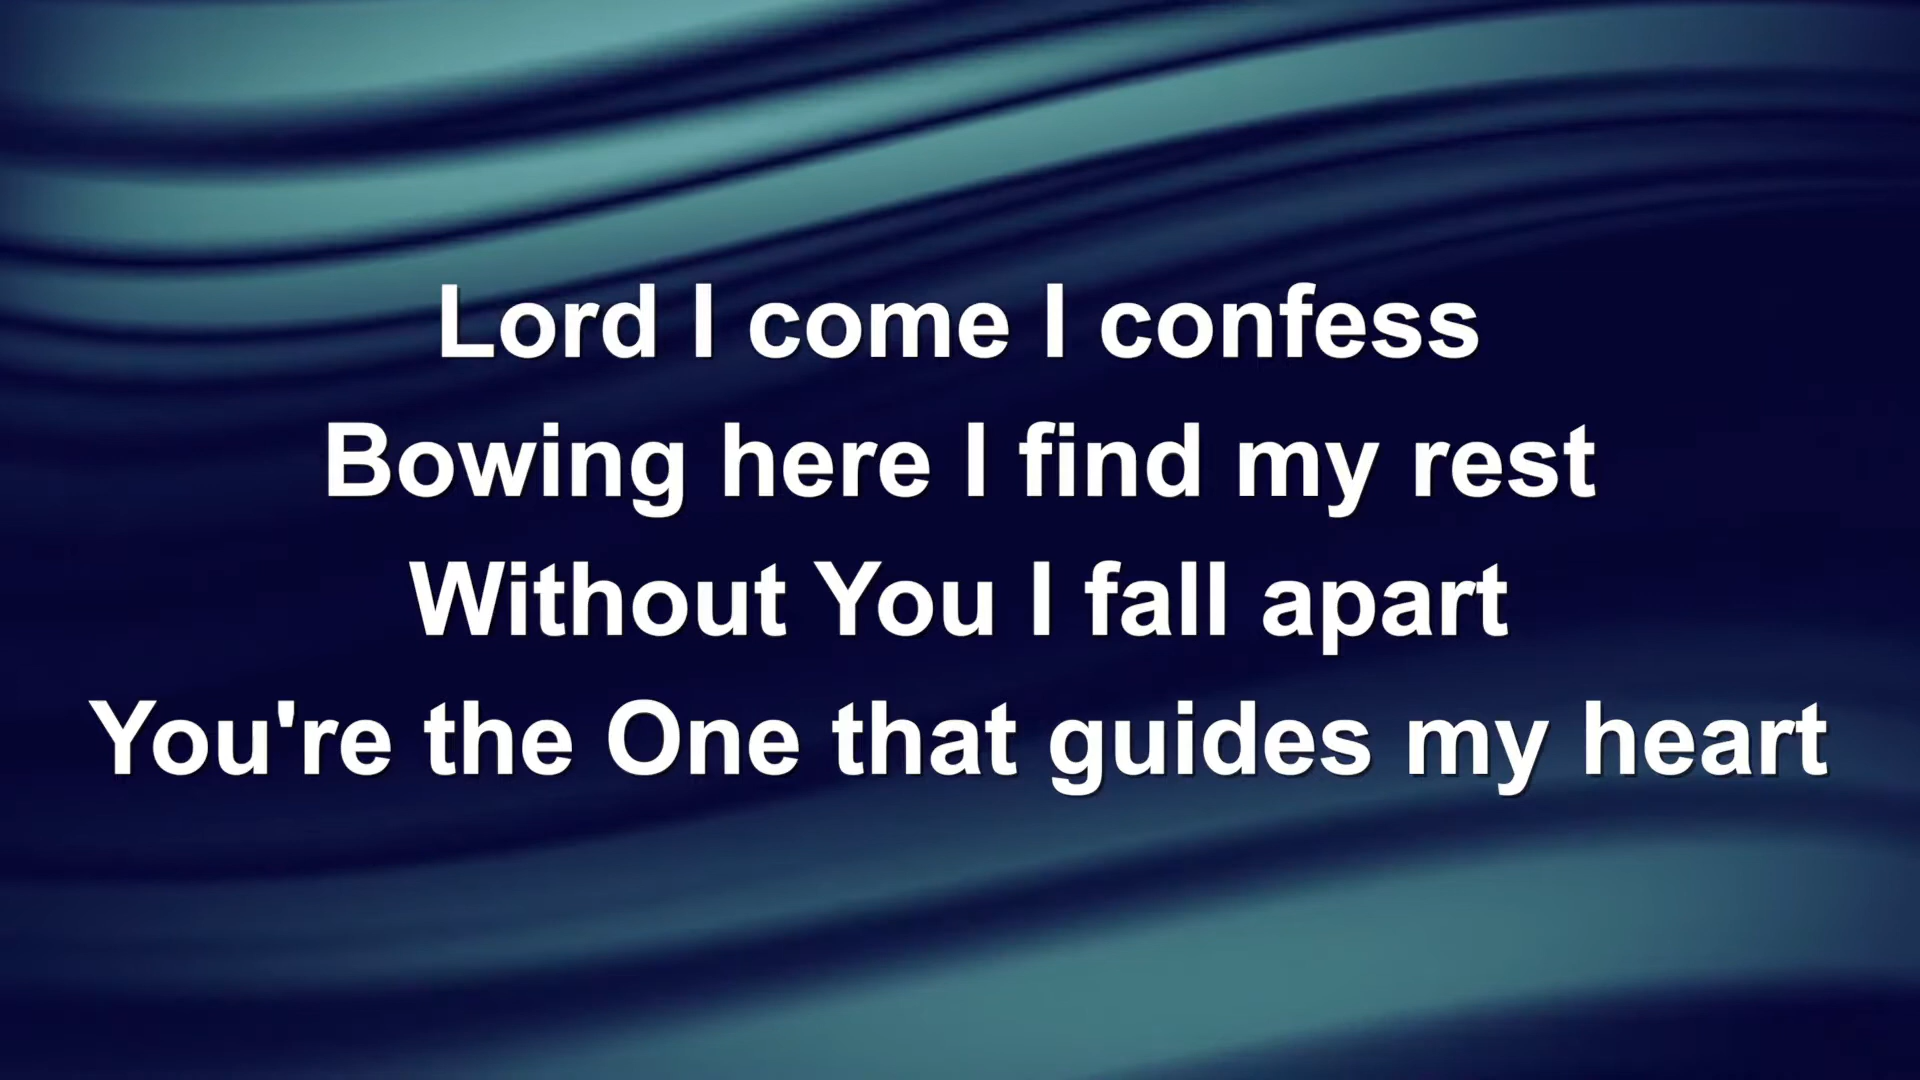 Lord I come I confess
Bowing here I find my rest
Without You I fall apart
You're the One that guides my heart